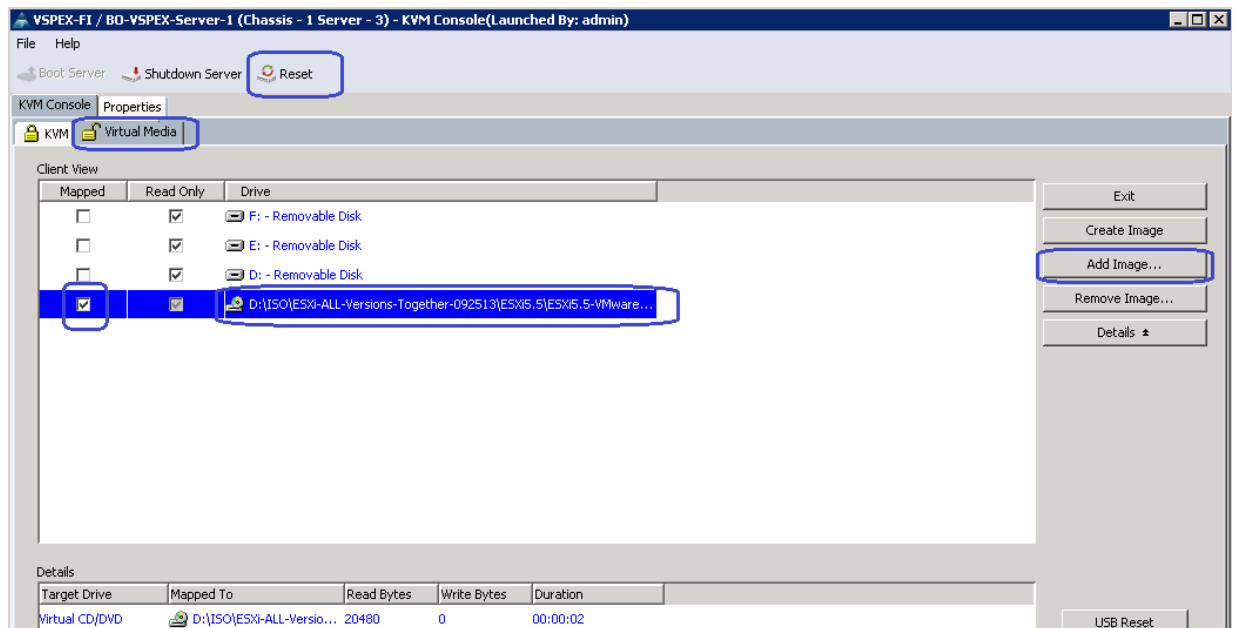 VSPEX-FI / BO-VSPEX-Server-1 (Chassis - 1 Server - 3) - KVM Console(Launched By: admin)
File Help
Boot Server Shutdown Server Reset
KVM Console Properties
KVM Virtual Media
Client View
Mapped Read Only Drive
Exit
F: - Removable Disk
Create Image
E: - Removable Disk
Add Image...
D: - Removable Disk
Remove Image...
D:\ISO\ESXi-ALL-Versions-Together-092513\ESXi5.5\ESXi5.5-VMware...
Details
Details
Target Drive Mapped To Read Bytes Write Bytes Duration
Virtual CD/DVD D:\ISO\ESXi-ALL-Versio... 20480 0 00:00:02
USB Reset